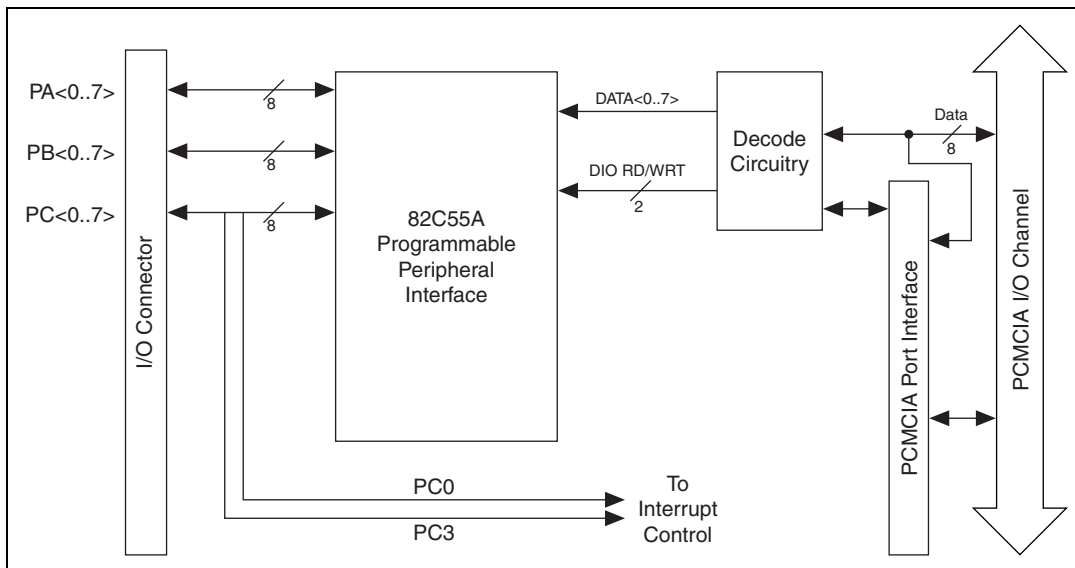 PA<0..7>
8
PB<0..7>
8
PC<0..7>
8
I/O Connector
82C55A
Programmable
Peripheral
Interface
DATA<0..7>
DIO RD/WRT
2
Decode
Circuitry
Data
8
PCMCIA Port Interface
PCMCIA I/O Channel
PC0
PC3
To
Interrupt
Control